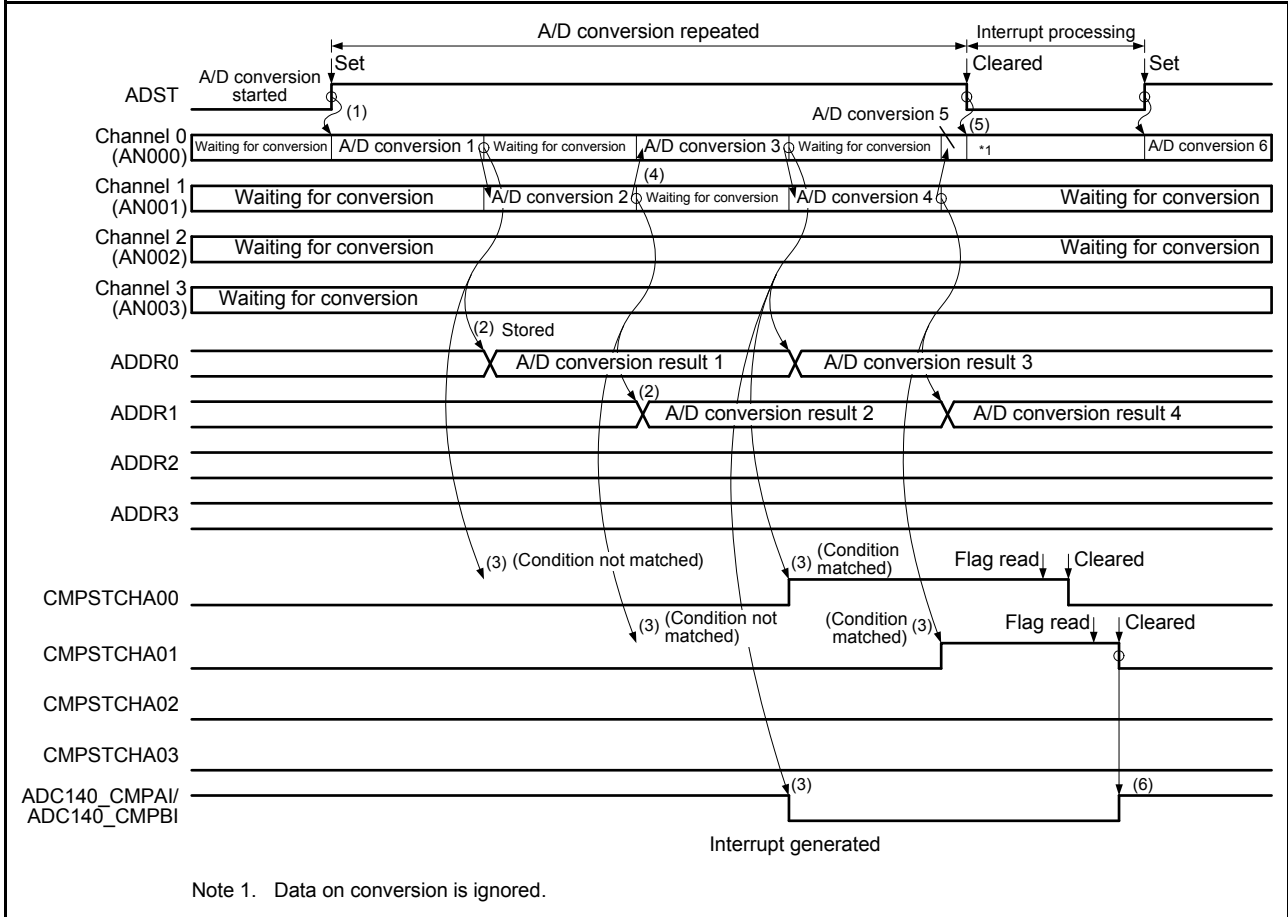 A/D conversion repeated
Interrupt processing
Set
Cleared
Set
A/D conversion
started
ADST
(1)
A/D conversion 5
(5)
Channel 0
(AN000)
Waiting for conversion
A/D conversion 1
Waiting for conversion
A/D conversion 3
Waiting for conversion
*1
A/D conversion 6
(4)
Channel 1
(AN001)
Waiting for conversion
A/D conversion 2
Waiting for conversion
A/D conversion 4
Waiting for conversion
Channel 2
(AN002)
Waiting for conversion
Waiting for conversion
Channel 3
(AN003)
Waiting for conversion
(2) Stored
ADDR0
A/D conversion result 1
A/D conversion result 3
(2)
ADDR1
A/D conversion result 2
A/D conversion result 4
ADDR2
ADDR3
(3) (Condition not matched)
(3) (Condition
matched)
Flag read
Cleared
CMPSTCHA00
(3) (Condition not
matched)
(Condition
matched) (3)
Flag read
Cleared
CMPSTCHA01
CMPSTCHA02
CMPSTCHA03
ADC140_CMPAI/
ADC140_CMPBI
(3)
(6)
Interrupt generated
Note 1. Data on conversion is ignored.